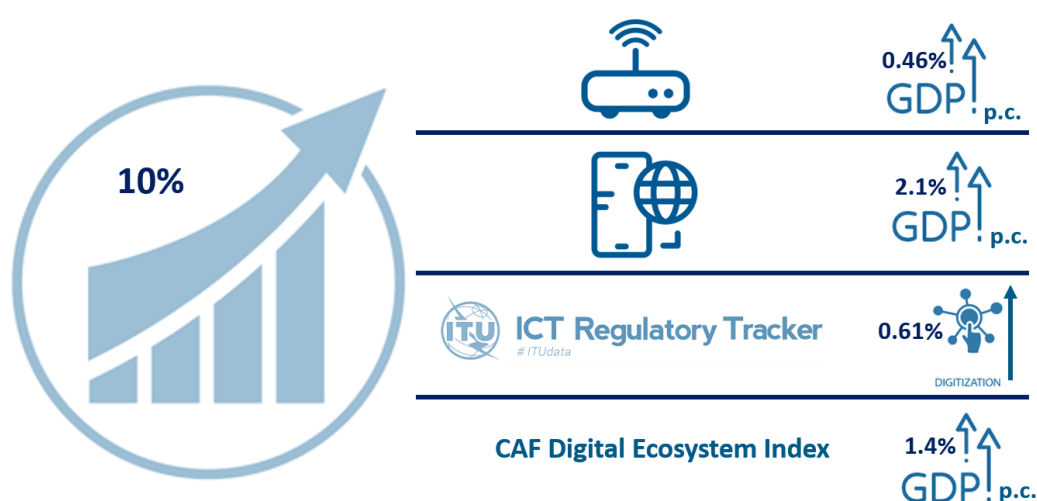 10%
0.46%
GDP
p.c.
2.1%
GDP
p.c.
ITU
ICT Regulatory Tracker
# ITUdata
0.61%
DIGITIZATION
CAF Digital Ecosystem Index
1.4%
GDP
p.c.